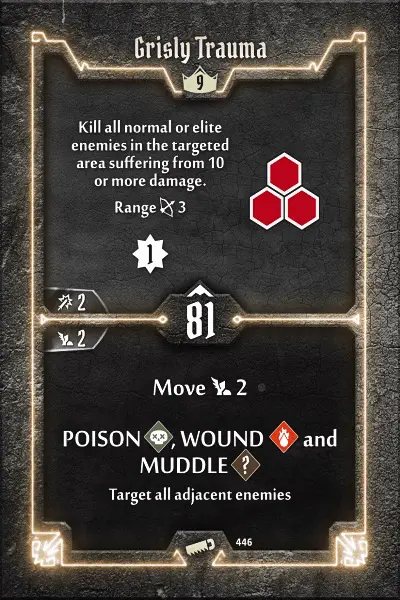 Grisly Trauma
9
Kill all normal or elite
enemies in the targeted
area suffering from 10
or more damage.
Range 3
1
2
81
2
Move 2
POISON, WOUND and
MUDDLE ?
Target all adjacent enemies
446